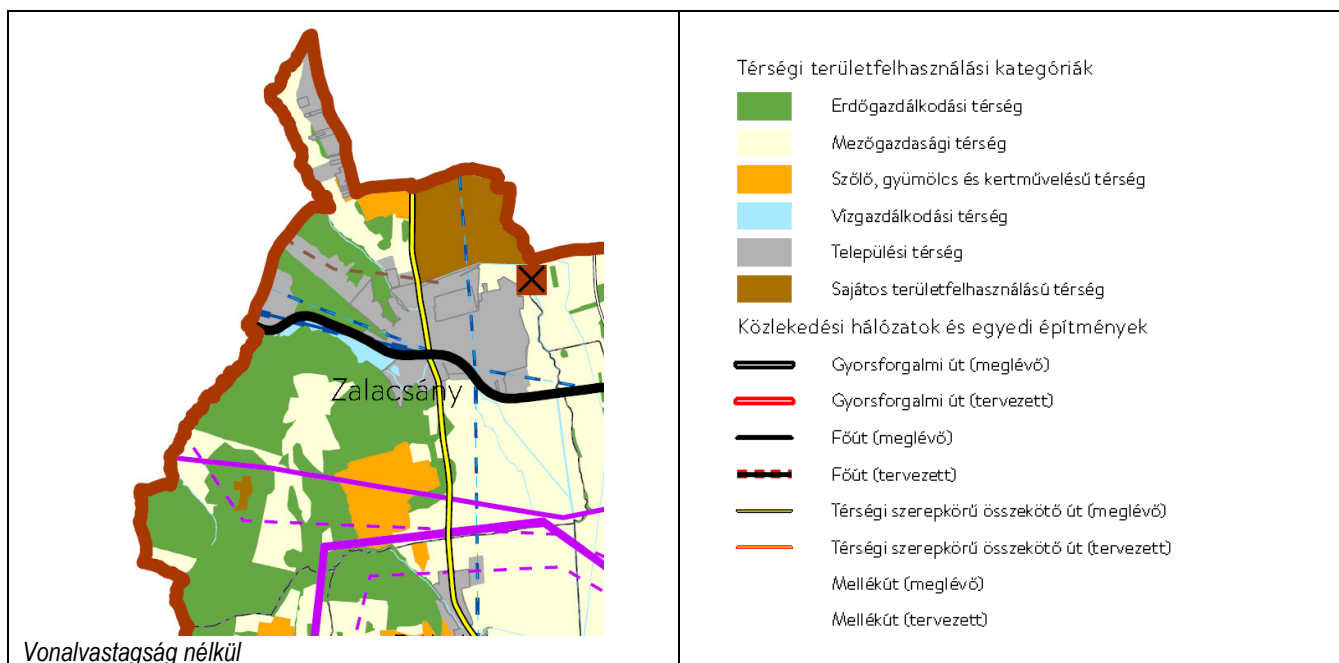 Zalacsány
Vonalvastagság nélkül
Térségi területfelhasználási kategóriák
Erdőgazdálkodási térség
Mezőgazdasági térség
Szőlő, gyümölcs és kertművelésű térség
Vízgazdálkodási térség
Települési térség
Sajátos területfelhasználású térség
Közlekedési hálózatok és egyedi építmények
Gyorsforgalmi út (meglévő)
Gyorsforgalmi út (tervezett)
Főút (meglévő)
Főút (tervezett)
Térségi szerepkörű összekötő út (meglévő)
Térségi szerepkörű összekötő út (tervezett)
Mellékút (meglévő)
Mellékút (tervezett)